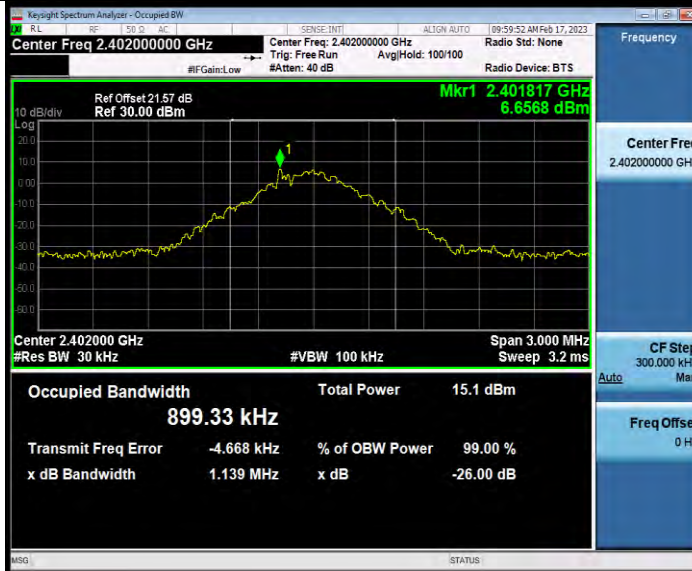 Keysight Spectrum Analyzer - Occupied BW
RL RF 50 Ω AC SENSE:INT ALIGN AUTO 09:59:52 AM Feb 17, 2023
Center Freq 2.402000000 GHz
Center Freq: 2.402000000 GHz
Radio Std: None
Trig: Free Run Avg|Hold: 100/100
#IFGain:Low
#Atten: 40 dB
Radio Device: BTS
Frequency
Mkr1 2.401817 GHz
6.6568 dBm
Ref Offset 21.57 dB
10 dB/div Ref 30.00 dBm
Log
20.0
10.0
0.00
-10.0
-20.0
-30.0
-40.0
-50.0
-60.0
1
Center 2.402000 GHz
Span 3.000 MHz
#Res BW 30 kHz
#VBW 100 kHz
Sweep 3.2 ms
Occupied Bandwidth
899.33 kHz
Total Power 15.1 dBm
Transmit Freq Error -4.668 kHz
% of OBW Power 99.00 %
x dB Bandwidth 1.139 MHz
x dB -26.00 dB
Center Fre
2.402000000 GH
CF Ste
300.000 kH
Auto Ma
Freq Offse
0 H
MSG
STATUS